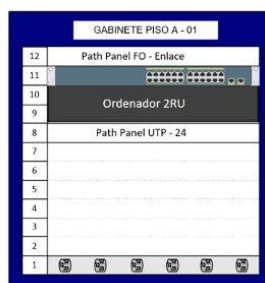 GABINETE PISO A - 01
12 Path Panel FO - Enlace
11
10
Ordenador 2RU
9
8 Path Panel UTP - 24
7
6
5
4
3
2
1